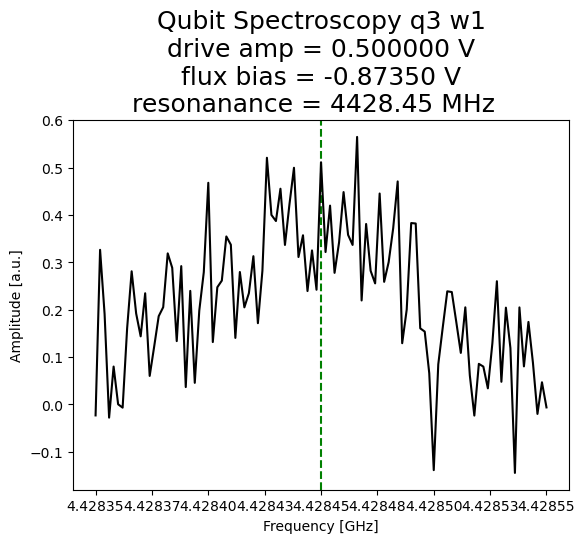 Qubit Spectroscopy q3 w1
drive amp = 0.500000 V
flux bias = -0.87350 V
resonanance = 4428.45 MHz
0.6
0.5
0.4
0.3
0.2
0.1
0.0
−0.1
Amplitude [a.u.]
4.428354.428374.428404.428434.428454.428484.428504.428534.42855
Frequency [GHz]